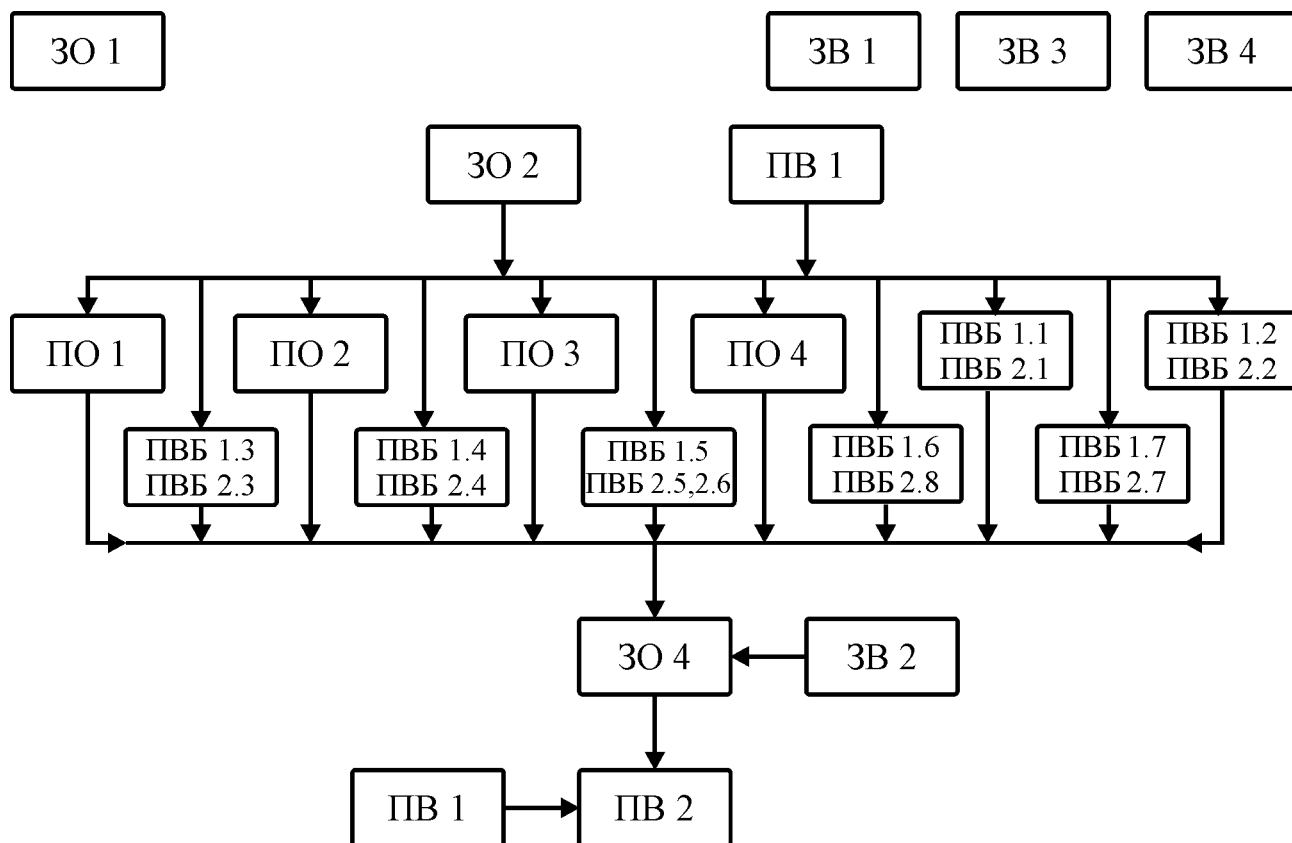 ЗО 1
ЗВ 1
ЗВ 3
ЗВ 4
ЗО 2
ПВ 1
ПО 1
ПО 2
ПО 3
ПО 4
ПВБ 1.1
ПВБ 2.1
ПВБ 1.2
ПВБ 2.2
ПВБ 1.3
ПВБ 2.3
ПВБ 1.4
ПВБ 2.4
ПВБ 1.5
ПВБ 2.5,2.6
ПВБ 1.6
ПВБ 2.8
ПВБ 1.7
ПВБ 2.7
ЗО 4
ЗВ 2
ПВ 1
ПВ 2